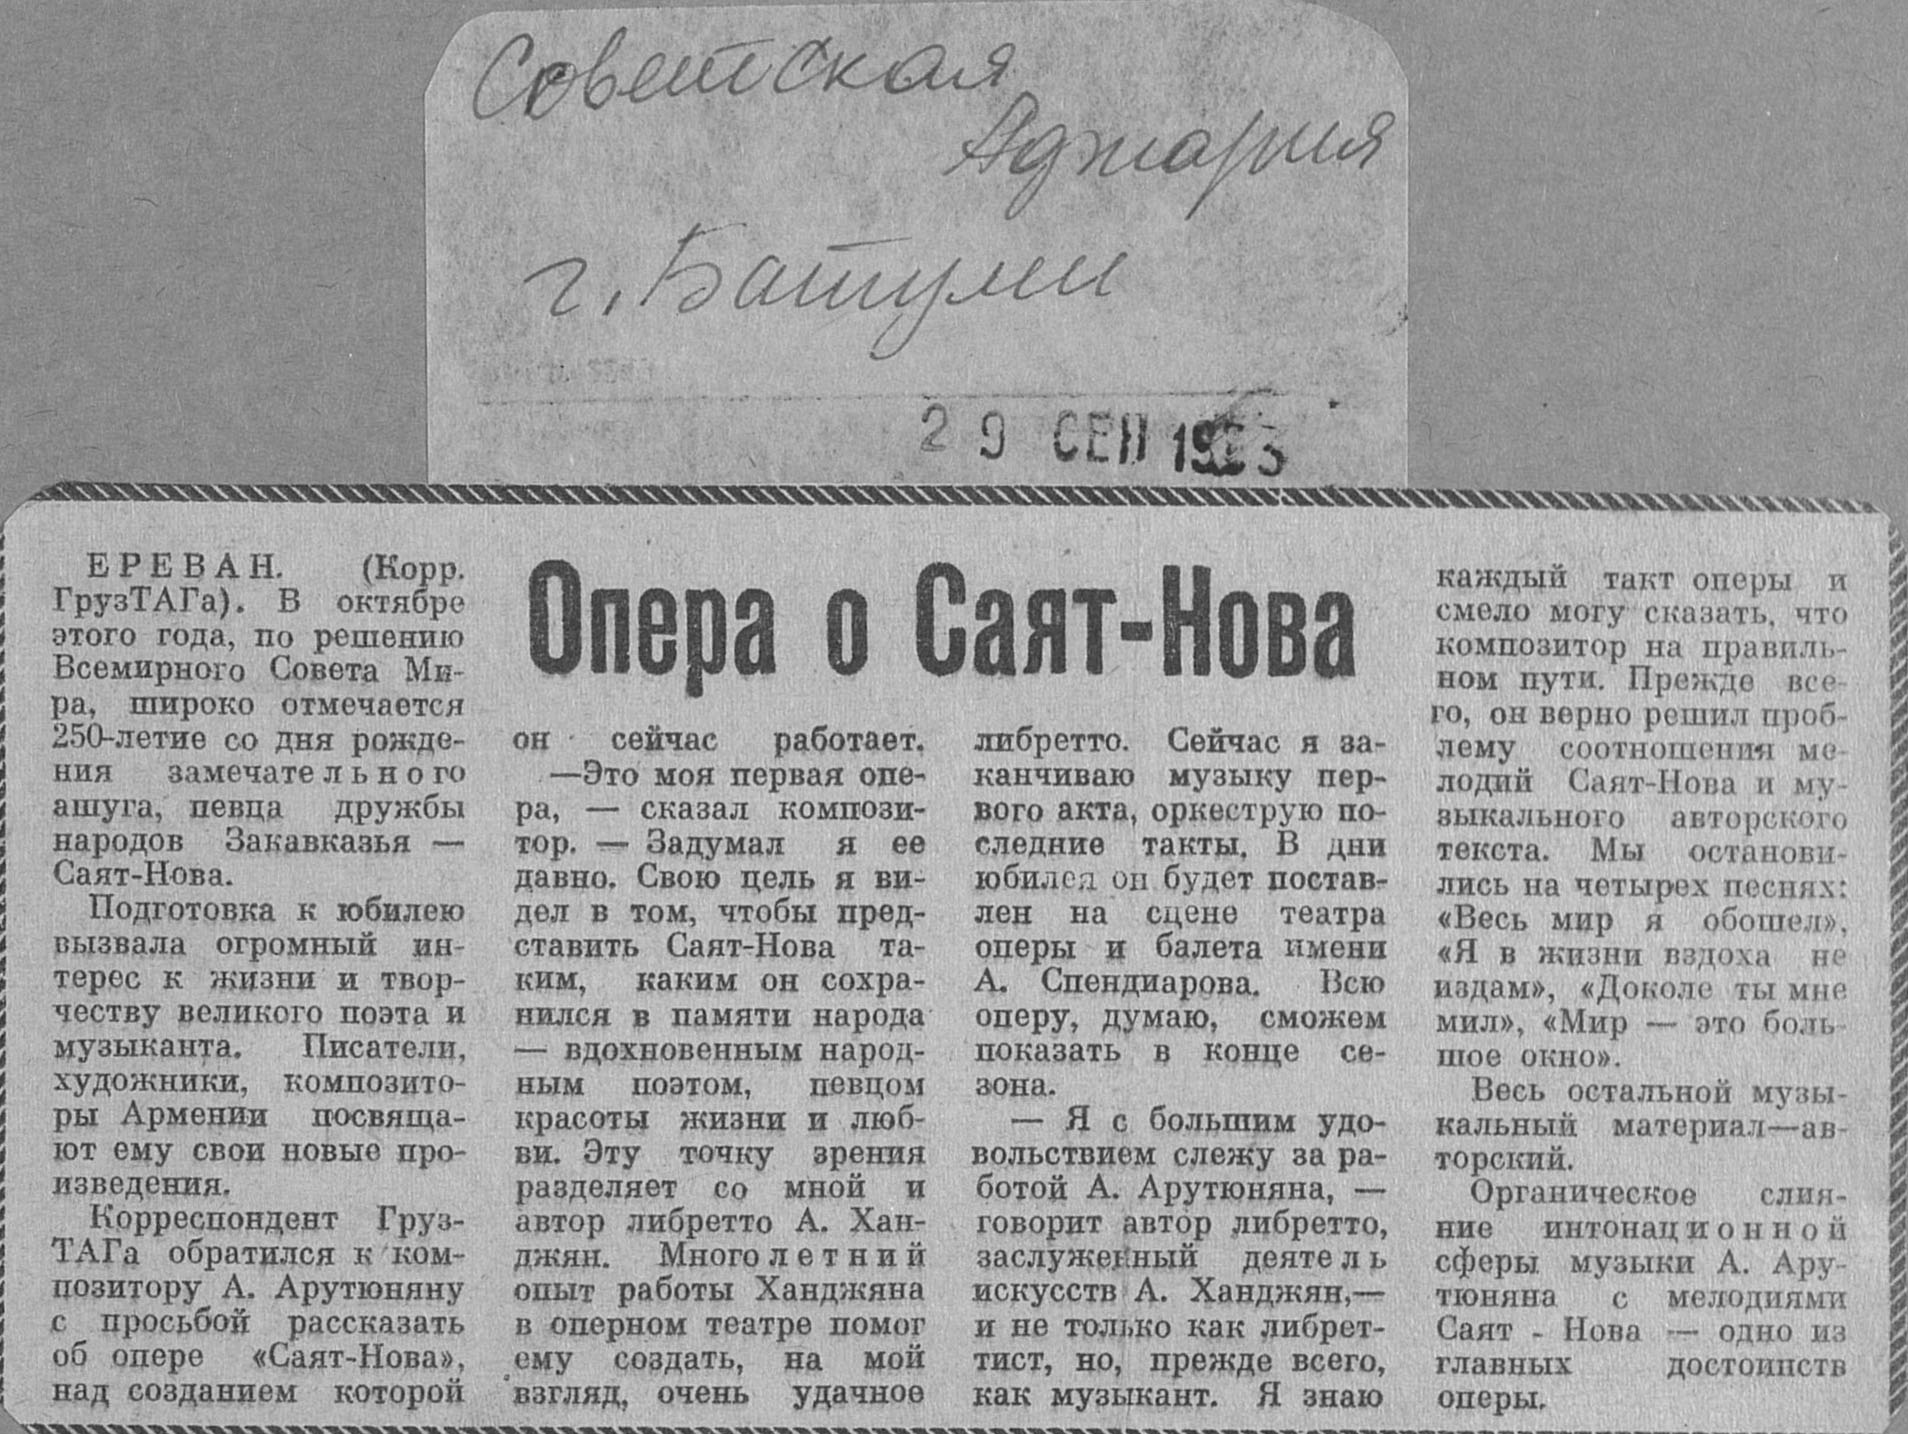 Советская
Аджария
г. Батуми
29 СЕП 1963
Опера о Саят-Нова
ЕРЕВАН. (Корр.
ГрузТАГа). В октябре
этого года, по решению
Всемирного Совета Ми-
ра, широко отмечается
250-летие со дня рожде-
ния замечательного
ашуга, певца дружбы
народов Закавказья —
Саят-Нова.
Подготовка к юбилею
вызвала огромный ин-
терес к жизни и твор-
честву великого поэта и
музыканта. Писатели,
художники, композито-
ры Армении посвяща-
ют ему свои новые про-
изведения.
Корреспондент Груз-
ТАГа обратился к ком-
позитору А. Арутюняну
с просьбой рассказать
об опере «Саят-Нова»,
над созданием которой
он сейчас работает.
—Это моя первая опе-
ра, — сказал компози-
тор. — Задумал я ее
давно. Свою цель я ви-
дел в том, чтобы пред-
ставить Саят-Нова та-
ким, каким он сохра-
нился в памяти народа
— вдохновенным народ-
ным поэтом, певцом
красоты жизни и люб-
ви. Эту точку зрения
разделяет со мной и
автор либретто А. Хан-
джян. Многолетний
опыт работы Ханджяна
в оперном театре помог
ему создать, на мой
взгляд, очень удачное
либретто. Сейчас я за-
канчиваю музыку пер-
вого акта, оркеструю по-
следние такты. В дни
юбилея он будет постав-
лен на сцене театра
оперы и балета имени
А. Спендиарова. Всю
оперу, думаю, сможем
показать в конце се-
зона.
— Я с большим удо-
вольствием слежу за ра-
ботой А. Арутюняна, —
говорит автор либретто,
заслуженный деятель
искусств А. Ханджян,—
и не только как либрет-
тист, но, прежде всего,
как музыкант. Я знаю
каждый такт оперы и
смело могу сказать, что
композитор на правиль-
ном пути. Прежде все-
го, он верно решил проб-
лему соотношения ме-
лодий Саят-Нова и му-
зыкального авторского
текста. Мы останови-
лись на четырех песнях:
«Весь мир я обошел»,
«Я в жизни вздоха не
издам», «Доколе ты мне
мил», «Мир — это боль-
шое окно».
Весь остальной музы-
кальный материал—ав-
торский.
Органическое слия-
ние интонационной
сферы музыки А. Ару-
тюняна с мелодиями
Саят - Нова — одно из
главных достоинств
оперы.